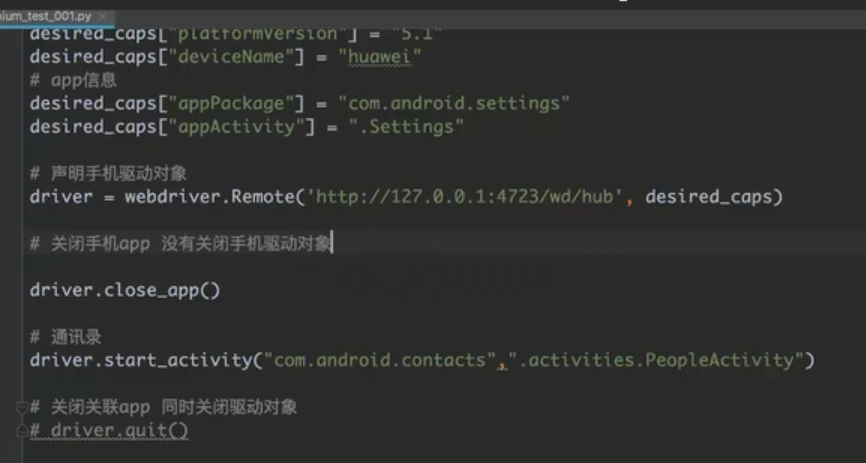 ium_test_001.py
desired_caps["platformVersion"] = "5.1"
desired_caps["deviceName"] = "huawei"
# app信息
desired_caps["appPackage"] = "com.android.settings"
desired_caps["appActivity"] = ".Settings"
# 声明手机驱动对象
driver = webdriver.Remote('http://127.0.0.1:4723/wd/hub', desired_caps)
# 关闭手机app 没有关闭手机驱动对象
driver.close_app()
# 通讯录
driver.start_activity("com.android.contacts",".activities.PeopleActivity")
# 关闭关联app 同时关闭驱动对象
# driver.quit()